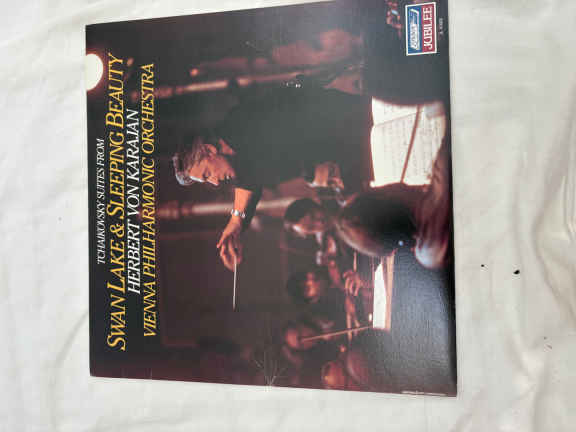 TCHAIKOVSKY SUITES FROM
SWAN LAKE & SLEEPING BEAUTY
HERBERT VON KARAJAN
VIENNA PHILHARMONIC ORCHESTRA
LONDON
JUBILEE